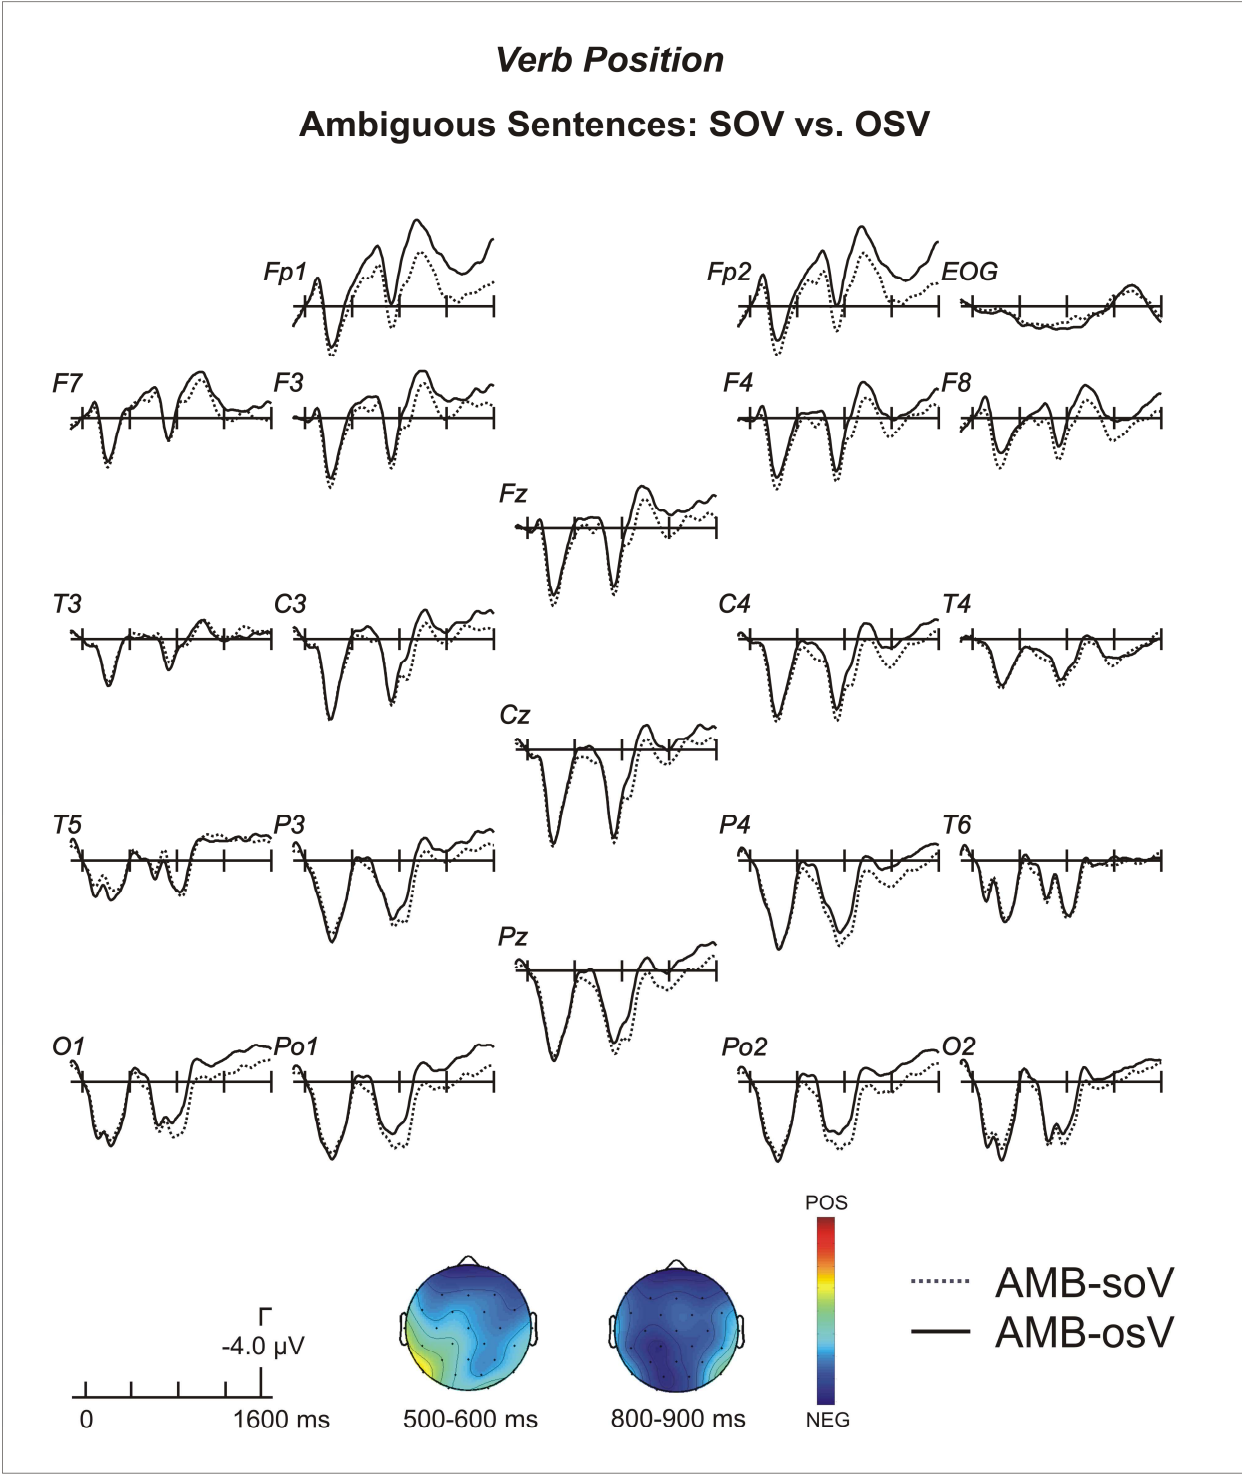 Verb Position
Ambiguous Sentences: SOV vs. OSV
Fp1
Fp2
EOG
F7
F3
F4
F8
Fz
T3
C3
C4
T4
Cz
T5
P3
P4
T6
Pz
O1
Po1
Po2
O2
POS
NEG
-4.0 µV
0
1600 ms
500-600 ms
800-900 ms
AMB-soV
AMB-osV